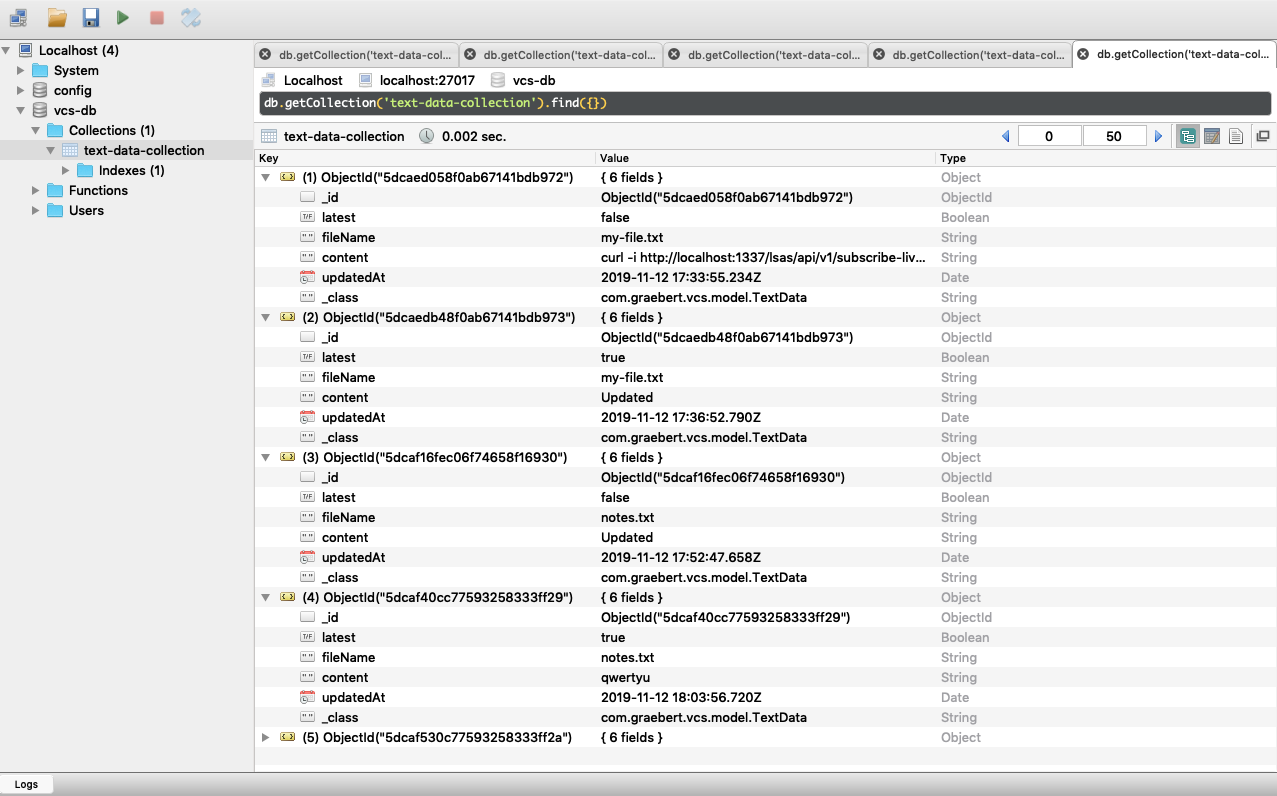 Localhost (4)
System
config
vcs-db
Collections (1)
text-data-collection
Indexes (1)
Functions
Users
db.getCollection('text-data-col...
db.getCollection('text-data-col...
db.getCollection('text-data-col...
db.getCollection('text-data-col...
db.getCollection('text-data-col...
Localhost localhost:27017 vcs-db
db.getCollection('text-data-collection').find({})
text-data-collection 0.002 sec. 0 50
Key Value Type
(1) ObjectId("5dcaed058f0ab67141bdb972") { 6 fields } Object
_id ObjectId("5dcaed058f0ab67141bdb972") ObjectId
T/F latest false Boolean
" " fileName my-file.txt String
" " content curl -i http://localhost:1337/lsas/api/v1/subscribe-liv... String
updatedAt 2019-11-12 17:33:55.234Z Date
" " _class com.graebert.vcs.model.TextData String
(2) ObjectId("5dcaedb48f0ab67141bdb973") { 6 fields } Object
_id ObjectId("5dcaedb48f0ab67141bdb973") ObjectId
T/F latest true Boolean
" " fileName my-file.txt String
" " content Updated String
updatedAt 2019-11-12 17:36:52.790Z Date
" " _class com.graebert.vcs.model.TextData String
(3) ObjectId("5dcaf16fec06f74658f16930") { 6 fields } Object
_id ObjectId("5dcaf16fec06f74658f16930") ObjectId
T/F latest false Boolean
" " fileName notes.txt String
" " content Updated String
updatedAt 2019-11-12 17:52:47.658Z Date
" " _class com.graebert.vcs.model.TextData String
(4) ObjectId("5dcaf40cc77593258333ff29") { 6 fields } Object
_id ObjectId("5dcaf40cc77593258333ff29") ObjectId
T/F latest true Boolean
" " fileName notes.txt String
" " content qwertyu String
updatedAt 2019-11-12 18:03:56.720Z Date
" " _class com.graebert.vcs.model.TextData String
(5) ObjectId("5dcaf530c77593258333ff2a") { 6 fields } Object
Logs